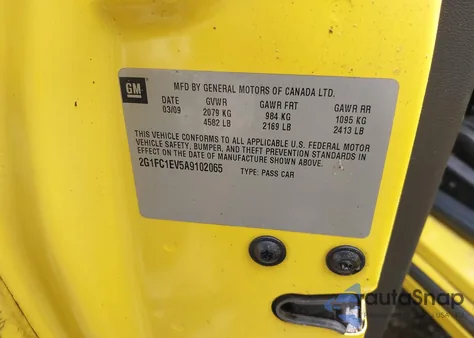 GM
MFD BY GENERAL MOTORS OF CANADA LTD.
DATE GVWR GAWR FRT GAWR RR
03/09 2079 KG 984 KG 1095 KG
4582 LB 2169 LB 2413 LB
THIS VEHICLE CONFORMS TO ALL APPLICABLE U.S. FEDERAL MOTOR
VEHICLE SAFETY, BUMPER, AND THEFT PREVENTION STANDARDS
IN EFFECT ON THE DATE OF MANUFACTURE SHOWN ABOVE.
2G1FC1EV5A9102065 TYPE: PASS CAR
autoSnap